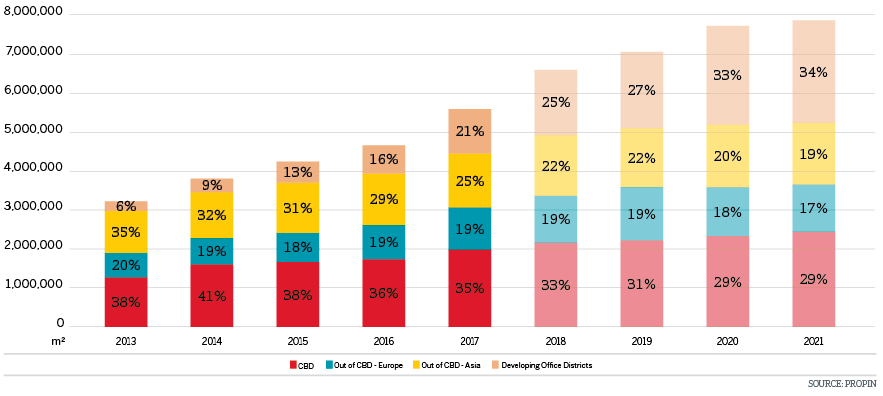 8,000,000
7,000,000
6,000,000
5,000,000
4,000,000
3,000,000
2,000,000
1,000,000
0
6% 9% 13% 16% 21% 25% 27% 33% 34%
35% 32% 31% 29% 25% 22% 22% 20% 19%
20% 19% 18% 19% 19% 19% 19% 18% 17%
38% 41% 38% 36% 35% 33% 31% 29% 29%
m² 2013 2014 2015 2016 2017 2018 2019 2020 2021
CBD Out of CBD - Europe Out of CBD - Asia Developing Office Districts
SOURCE: PROPIN